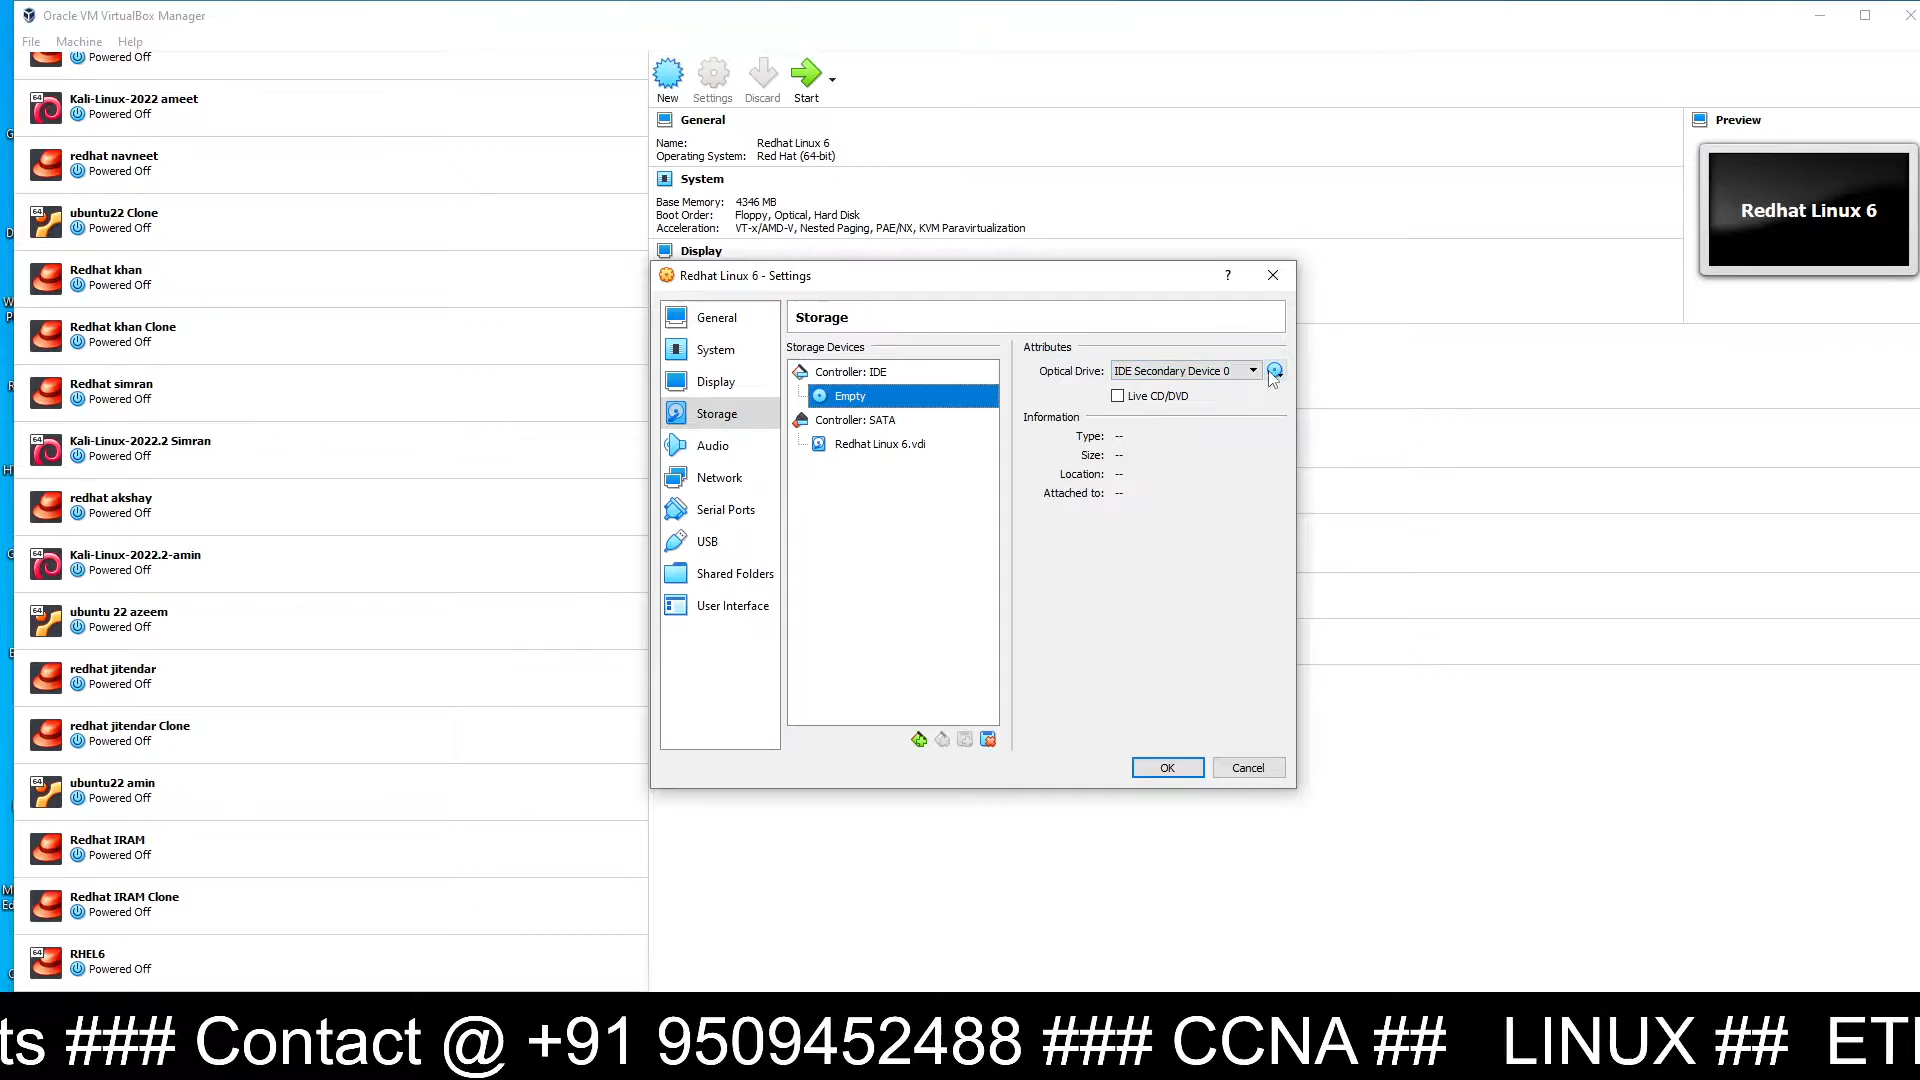 Oracle VM VirtualBox Manager
File Machine Help
Powered Off
Kali-Linux-2022 ameet
Powered Off
redhat navneet
Powered Off
ubuntu22 Clone
Powered Off
Redhat khan
Powered Off
Redhat khan Clone
Powered Off
Redhat simran
Powered Off
Kali-Linux-2022.2 Simran
Powered Off
redhat akshay
Powered Off
Kali-Linux-2022.2-amin
Powered Off
ubuntu 22 azeem
Powered Off
redhat jitendar
Powered Off
redhat jitendar Clone
Powered Off
ubuntu22 amin
Powered Off
Redhat IRAM
Powered Off
Redhat IRAM Clone
Powered Off
RHEL6
Powered Off
New Settings Discard Start
General
Name: Redhat Linux 6
Operating System: Red Hat (64-bit)
System
Base Memory: 4346 MB
Boot Order: Floppy, Optical, Hard Disk
Acceleration: VT-x/AMD-V, Nested Paging, PAE/NX, KVM Paravirtualization
Display
Preview
Redhat Linux 6
Redhat Linux 6 - Settings
?
General
System
Display
Storage
Audio
Network
Serial Ports
USB
Shared Folders
User Interface
Storage
Storage Devices
Controller: IDE
Empty
Controller: SATA
Redhat Linux 6.vdi
Attributes
Optical Drive: IDE Secondary Device 0
Live CD/DVD
Information
Type: --
Size: --
Location: --
Attached to: --
OK Cancel
ts ### Contact @ +91 9509452488 ### CCNA ## LINUX ## ETI